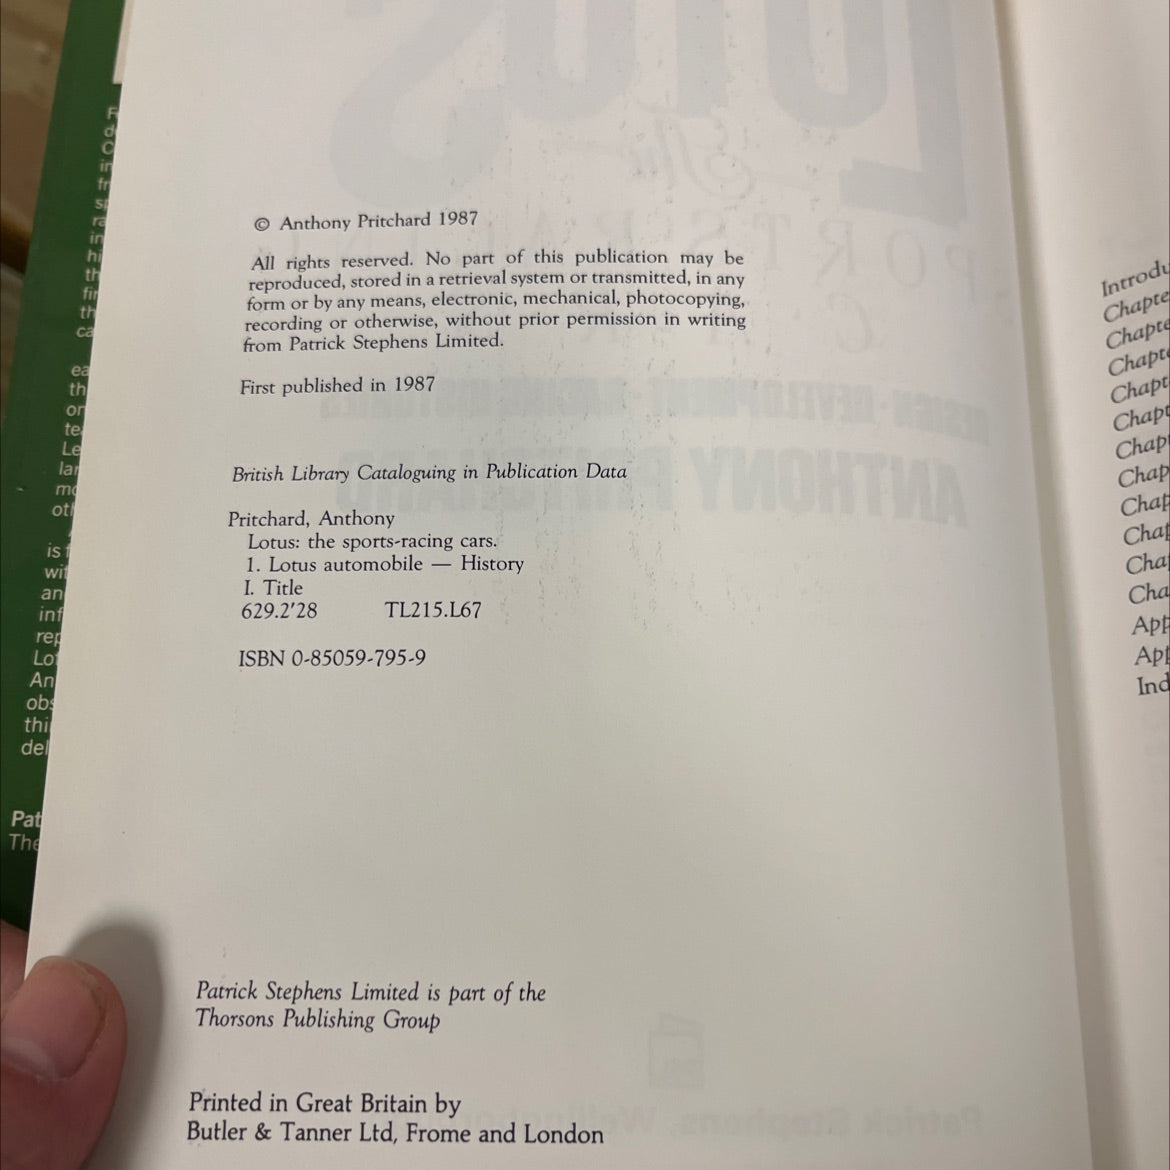 © Anthony Pritchard 1987
All rights reserved. No part of this publication may be
reproduced, stored in a retrieval system or transmitted, in any
form or by any means, electronic, mechanical, photocopying,
recording or otherwise, without prior permission in writing
from Patrick Stephens Limited.
First published in 1987
British Library Cataloguing in Publication Data
Pritchard, Anthony
Lotus: the sports-racing cars.
1. Lotus automobile — History
I. Title
629.2'28 TL215.L67
ISBN 0-85059-795-9
Patrick Stephens Limited is part of the
Thorsons Publishing Group
Printed in Great Britain by
Butler & Tanner Ltd, Frome and London